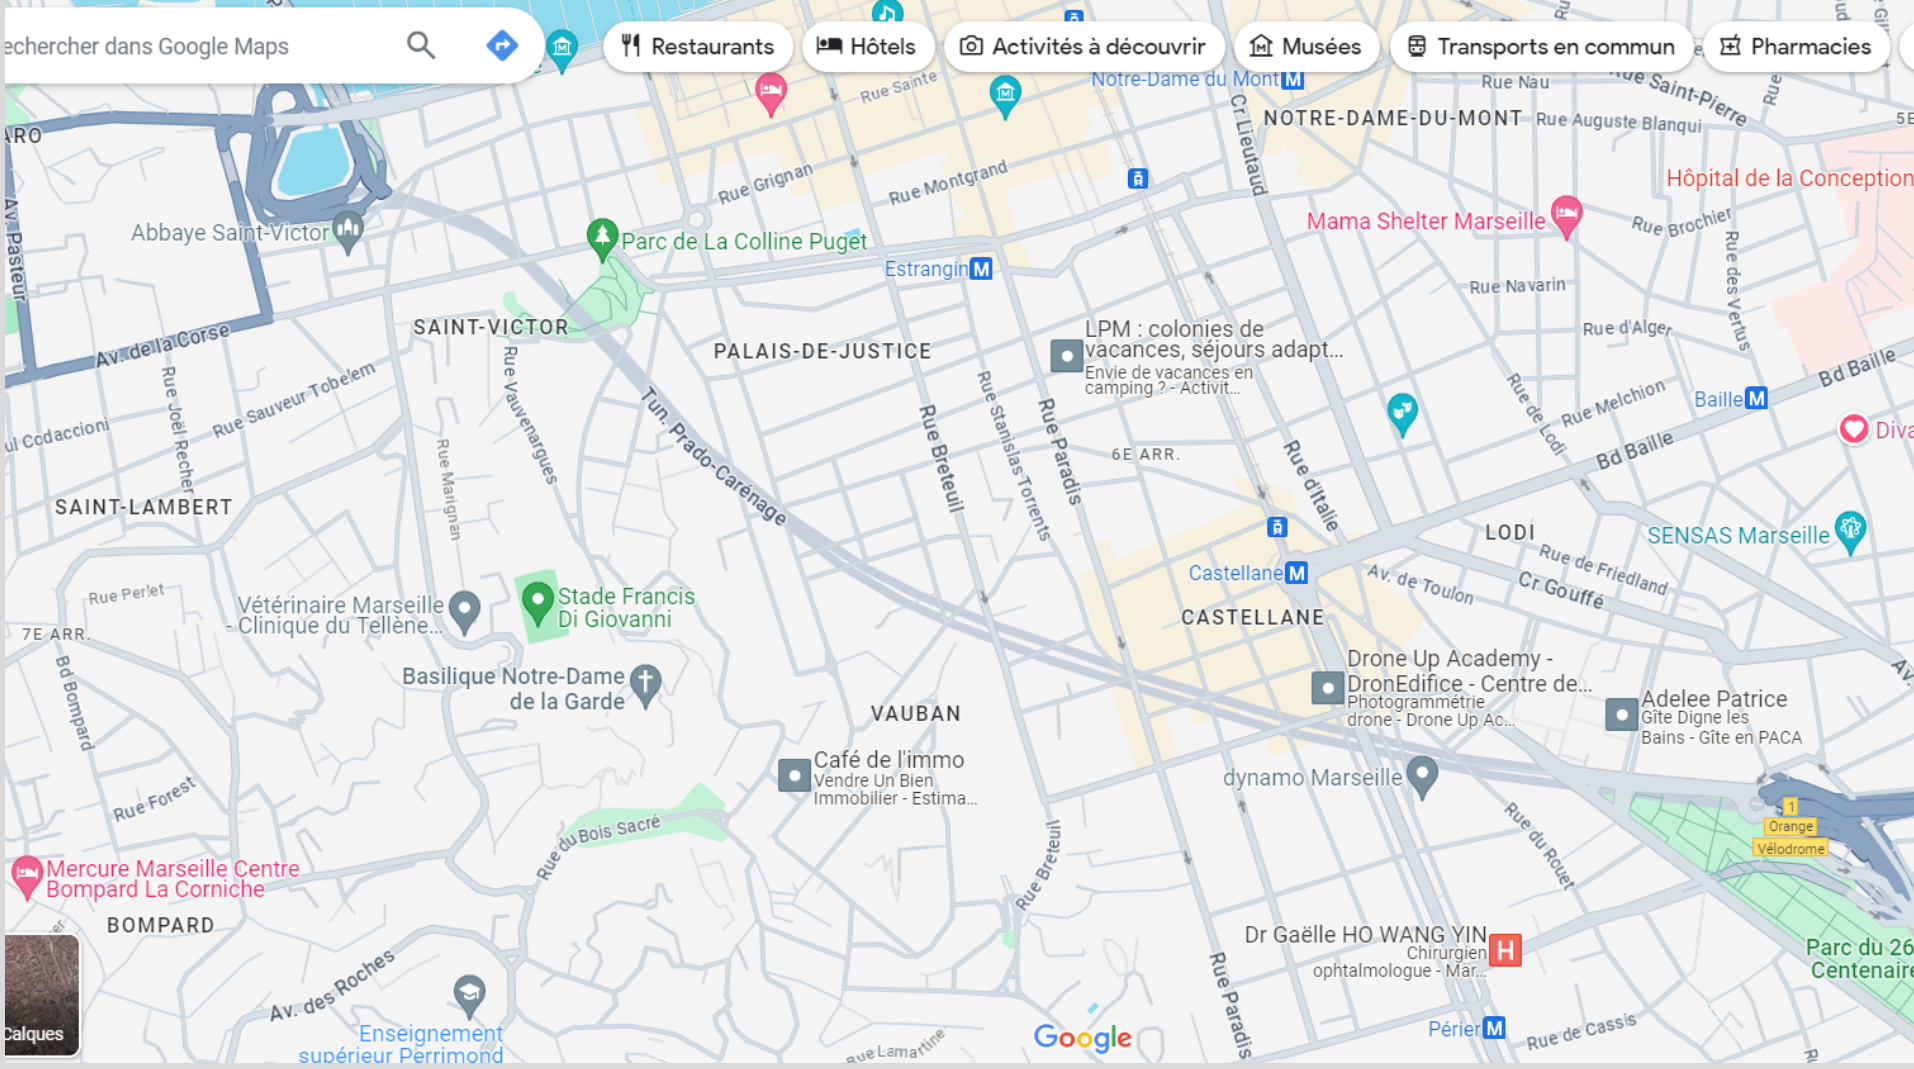 echercher dans Google Maps
Restaurants
Hôtels
Activités à découvrir
Musées
Transports en commun
Pharmacies
Notre-Dame du Mont
Rue Sainte
Cr Lieutaud
Rue Nau
Rue Saint-Pierre
NOTRE-DAME-DU-MONT
Rue Auguste Blanqui
5E
ARO
Av. Pasteur
Rue Grignan
Rue Montgrand
Hôpital de la Conception
Abbaye Saint-Victor
Parc de La Colline Puget
Mama Shelter Marseille
Rue Brochier
Rue des Vertus
Estrangin
Rue Navarin
SAINT-VICTOR
Av. de la Corse
PALAIS-DE-JUSTICE
LPM : colonies de
vacances, séjours adapt...
Envie de vacances en
camping ? - Activit...
Rue d'Alger
Bd Baille
Rue Joël Recher
Rue Sauveur Tobelem
Rue Vauvenargues
Tun. Prado-Carénage
Rue Breteuil
Rue Stanislas Torrents
Rue Paradis
Rue de Lodi
Rue Melchion
Baille
Diva
ul Codaccioni
Rue Marignan
6E ARR.
Rue d'Italie
Bd Baille
SAINT-LAMBERT
LODI
SENSAS Marseille
Rue de Friedland
Castellane
Av. de Toulon
Cr Gouffé
Rue Perlet
Vétérinaire Marseille
- Clinique du Tellène...
Stade Francis
Di Giovanni
CASTELLANE
7E ARR.
Bd Bompard
Basilique Notre-Dame
de la Garde
Drone Up Academy -
DronEdifice - Centre de...
Photogrammétrie
drone - Drone Up Ac...
Av.
Adelee Patrice
Gîte Digne les
Bains - Gîte en PACA
VAUBAN
Café de l'immo
Vendre Un Bien
Immobilier - Estima...
dynamo Marseille
Rue Forest
Rue du Bois Sacré
Rue Breteuil
Rue du Rouet
1
Orange
Vélodrome
Mercure Marseille Centre
Bompard La Corniche
BOMPARD
Dr Gaëlle HO WANG YIN
Chirurgien
ophtalmologue - Mar...
H
Parc du 26
Centenaire
Av. des Roches
Rue Paradis
Calques
Enseignement
supérieur Perrimond
Rue Lamartine
Google
Périer
Rue de Cassis